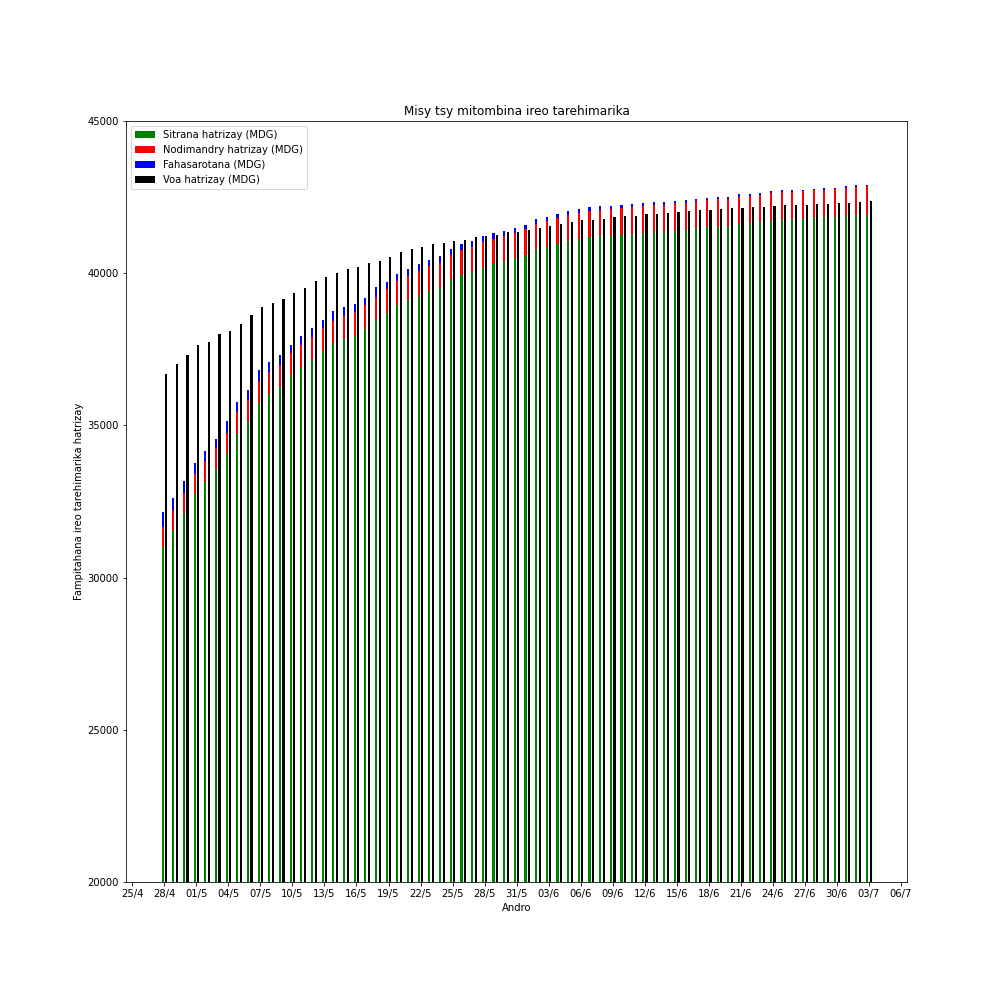 Misy tsy mitombina ireo tarehimarika
45000
40000
35000
30000
25000
20000
Fampitahana ireo tarehimarika hatrizay
Sitrana hatrizay (MDG)
Nodimandry hatrizay (MDG)
Fahasarotana (MDG)
Voa hatrizay (MDG)
25/4 28/4 01/5 04/5 07/5 10/5 13/5 16/5 19/5 22/5 25/5 28/5 31/5 03/6 06/6 09/6 12/6 15/6 18/6 21/6 24/6 27/6 30/6 03/7 06/7
Andro